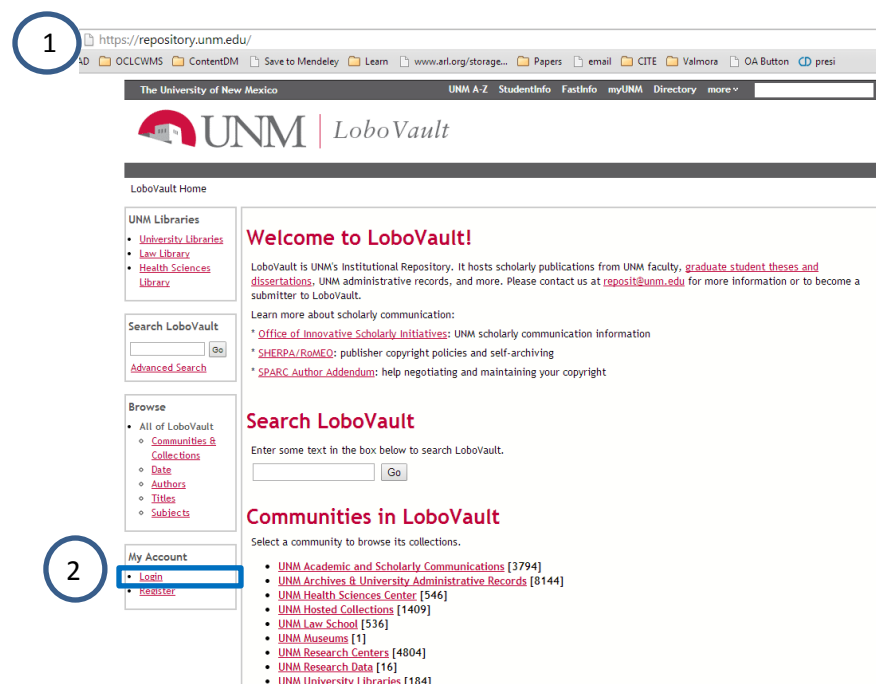 1
https://repository.unm.edu/
AD OCLCWMS ContentDM Save to Mendeley Learn www.arl.org/storage... Papers email CITE Valmora OA Button presi
The University of New Mexico UNM A-Z StudentInfo FastInfo myUNM Directory more
UNM LoboVault
LoboVault Home
UNM Libraries
University Libraries
Law Library
Health Sciences
Library
Search LoboVault
Go
Advanced Search
Browse
All of LoboVault
Communities &
Collections
Date
Authors
Titles
Subjects
2
My Account
Login
Register
Welcome to LoboVault!
LoboVault is UNM's Institutional Repository. It hosts scholarly publications from UNM faculty, graduate student theses and
dissertations, UNM administrative records, and more. Please contact us at reposit@unm.edu for more information or to become a
submitter to LoboVault.
Learn more about scholarly communication:
* Office of Innovative Scholarly Initiatives: UNM scholarly communication information
* SHERPA/RoMEO: publisher copyright policies and self-archiving
* SPARC Author Addendum: help negotiating and maintaining your copyright
Search LoboVault
Enter some text in the box below to search LoboVault.
Go
Communities in LoboVault
Select a community to browse its collections.
UNM Academic and Scholarly Communications [3794]
UNM Archives & University Administrative Records [8144]
UNM Health Sciences Center [546]
UNM Hosted Collections [1409]
UNM Law School [536]
UNM Museums [1]
UNM Research Centers [4804]
UNM Research Data [16]
UNM University Libraries [184]